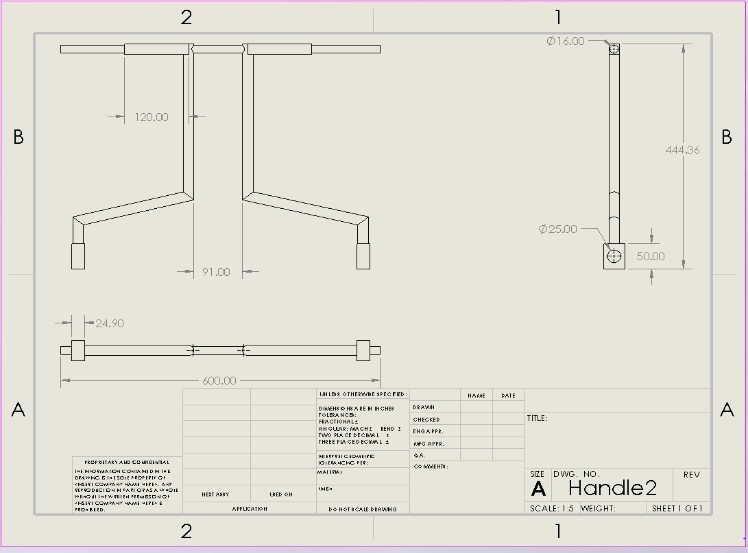 2
1
Ø16.00
B
B
120.00
444.36
Ø25.00
50.00
91.00
24.90
600.00
A
A
UNLESS OTHERWISE SPECIFIED:
NAME
DATE
DIMENSIONS ARE IN INCHES
TOLERANCES:
FRACTIONAL ±
ANGULAR: MACH ± BEND ±
TWO PLACE DECIMAL ±
THREE PLACE DECIMAL ±
DRAWN
CHECKED
ENG APPR.
MFG APPR.
Q.A.
COMMENTS:
INTERPRET GEOMETRIC
TOLERANCING PER:
MATERIAL
FINISH
TITLE:
PROPRIETARY AND CONFIDENTIAL
THE INFORMATION CONTAINED IN THIS
DRAWING IS THE SOLE PROPERTY OF
<INSERT COMPANY NAME HERE>. ANY
REPRODUCTION IN PART OR AS A WHOLE
WITHOUT THE WRITTEN PERMISSION OF
<INSERT COMPANY NAME HERE> IS
PROHIBITED.
NEXT ASSY
USED ON
APPLICATION
DO NOT SCALE DRAWING
SIZE
DWG. NO.
REV
A
Handle2
SCALE: 1:5
WEIGHT:
SHEET 1 OF 1
2
1